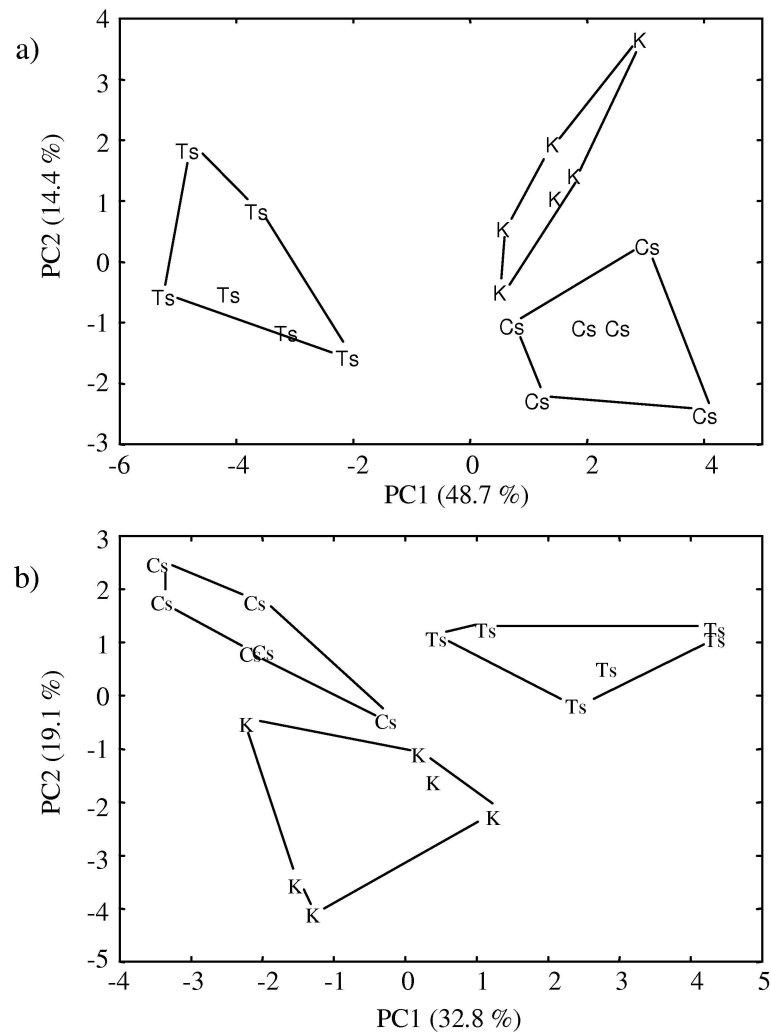 a)
4
3
2
1
0
-1
-2
-3
PC2 (14.4 %)
K
K
K
K
K
K
Ts
Ts
Ts
Ts
Ts
Ts
Cs
Cs
Cs Cs
Cs
Cs
-6 -4 -2 0 2 4
PC1 (48.7 %)
b)
3
2
1
0
-1
-2
-3
-4
-5
PC2 (19.1 %)
Cs
Cs
Cs
Cs
Cs
Cs
Ts
Ts
Ts
Ts
Ts
Ts
K
K
K
K
K
K
-4 -3 -2 -1 0 1 2 3 4 5
PC1 (32.8 %)